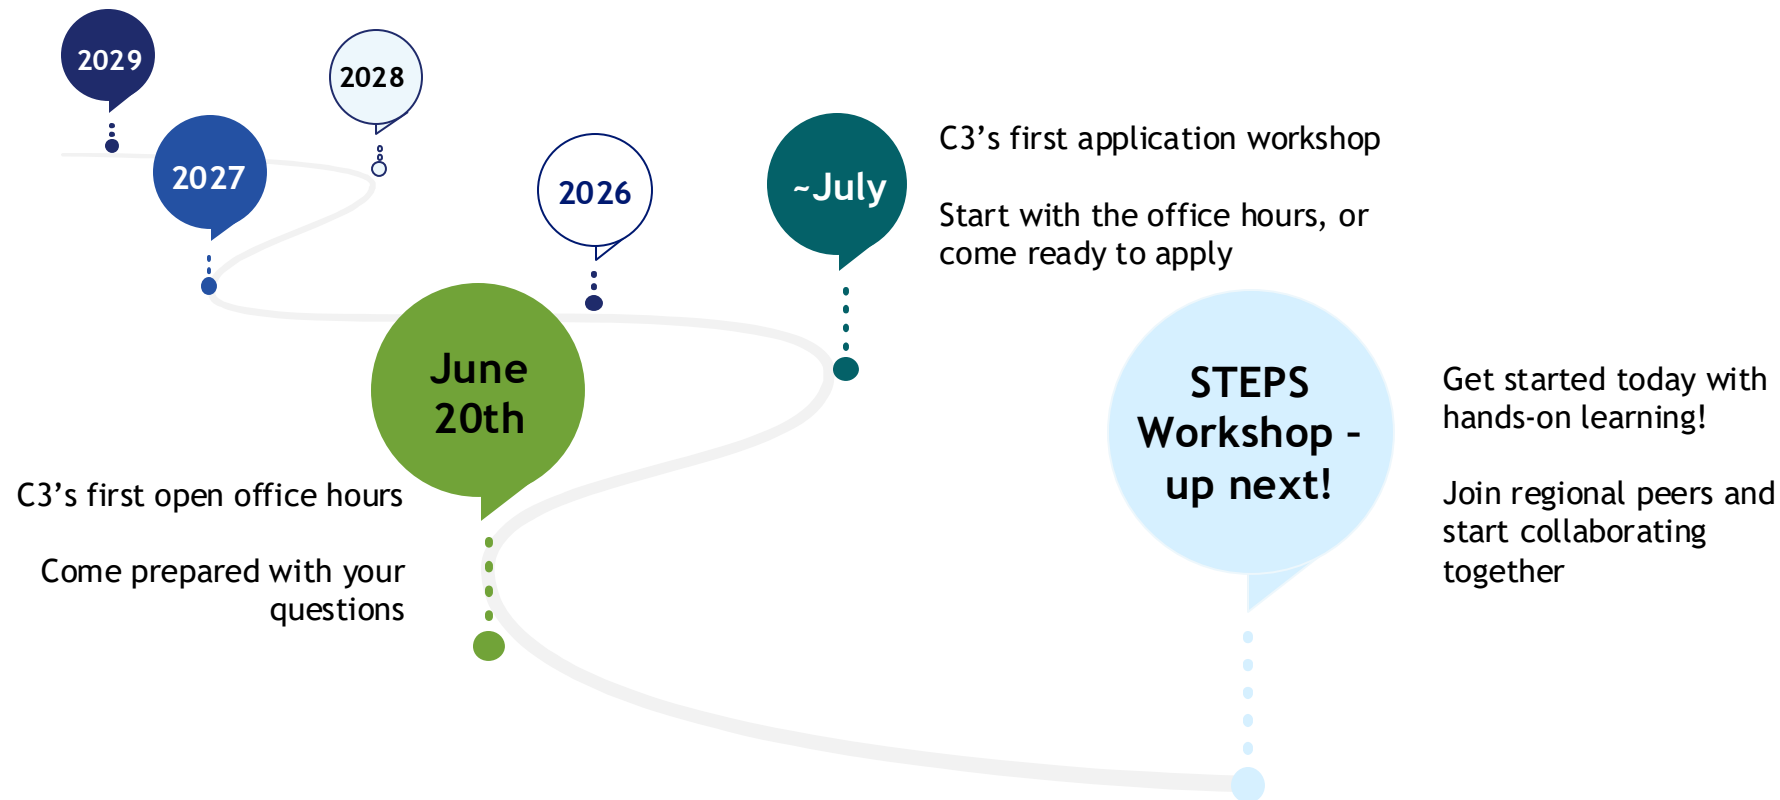 2029
2028
2027
2026
~July
C3’s first application workshop
Start with the office hours, or
come ready to apply
June
20th
C3’s first open office hours
Come prepared with your
questions
STEPS
Workshop –
up next!
Get started today with
hands-on learning!
Join regional peers and
start collaborating
together